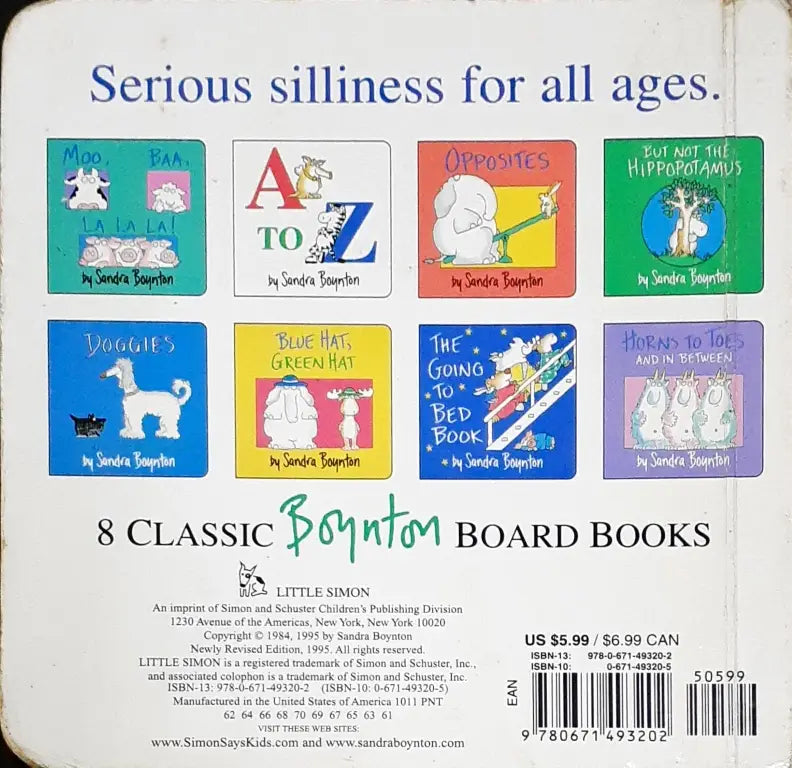 Serious silliness for all ages.
MOO, BAA,
LA LA LA!
by Sandra Boynton
A
TO Z
by Sandra Boynton
OPPOSITES
by Sandra Boynton
BUT NOT THE
HIPPOPOTAMUS
by Sandra Boynton
DOGGIES
by Sandra Boynton
BLUE HAT,
GREEN HAT
by Sandra Boynton
THE
GOING
TO
BED
BOOK
by Sandra Boynton
HORNS TO TOES
AND IN BETWEEN
by Sandra Boynton
8 CLASSIC Boynton BOARD BOOKS
LITTLE SIMON
An imprint of Simon and Schuster Children's Publishing Division
1230 Avenue of the Americas, New York, New York 10020
Copyright © 1984, 1995 by Sandra Boynton
Newly Revised Edition, 1995. All rights reserved.
LITTLE SIMON is a registered trademark of Simon and Schuster, Inc.,
and associated colophon is a trademark of Simon and Schuster, Inc.
ISBN-13: 978-0-671-49320-2 (ISBN-10: 0-671-49320-5)
Manufactured in the United States of America 1011 PNT
62 64 66 68 70 69 67 65 63 61
VISIT THESE WEB SITES:
www.SimonSaysKids.com and www.sandraboynton.com
US $5.99 / $6.99 CAN
ISBN-13: 978-0-671-49320-2
ISBN-10: 0-671-49320-5
50599
EAN
9 780671 493202